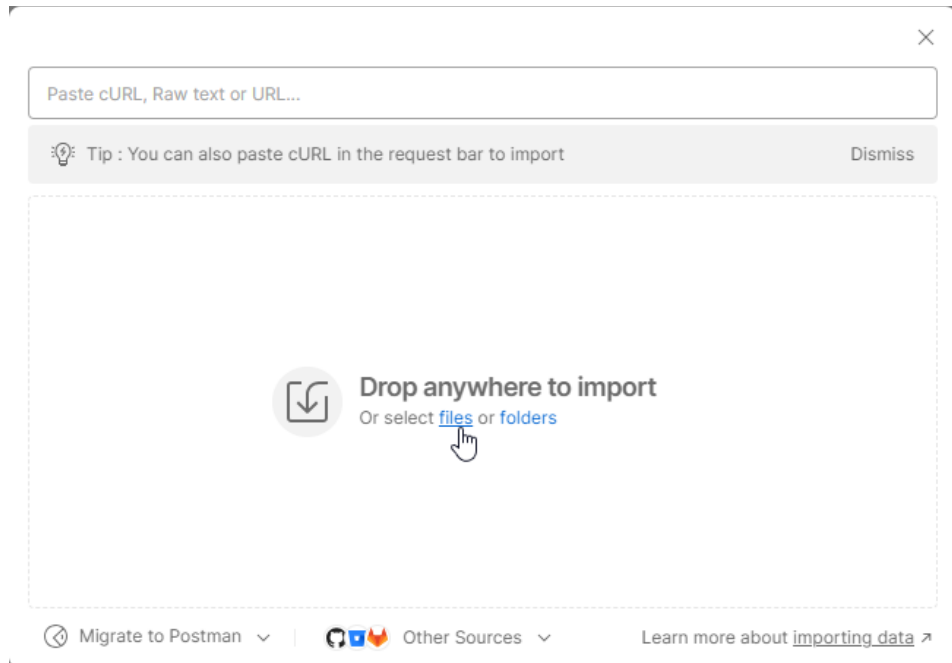 Paste cURL, Raw text or URL...
Tip : You can also paste cURL in the request bar to import Dismiss
Drop anywhere to import
Or select files or folders
Migrate to Postman Other Sources Learn more about importing data